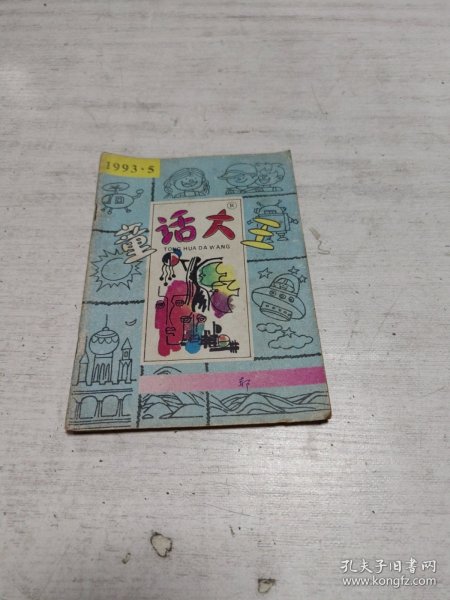 1993·5
童话大王
TONG HUA DA WANG
郭
孔夫子旧书网
www.kongfz.com